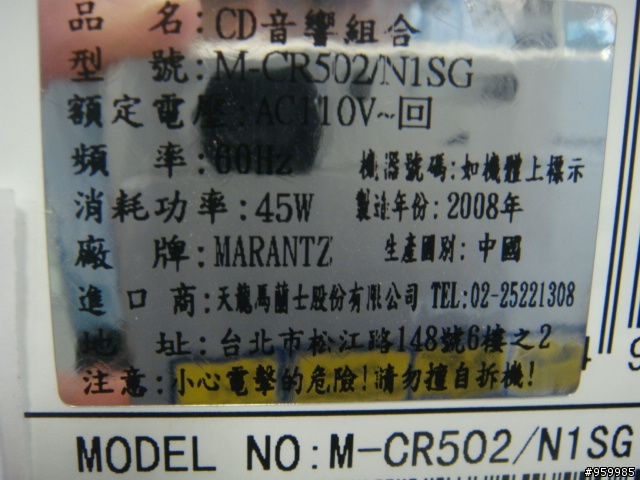 品 名:CD音響組合
型 號:M-CR502/N1SG
額定電壓:AC110V~回
頻 率:60Hz 機器號碼:如機體上標示
消耗功率:45W 製造年份:2008年
廠 牌:MARANTZ 生產國別:中國
進口商:天龍馬蘭士股份有限公司 TEL:02-25221308
地 址:台北市松江路148號6樓之2
注意:小心電擊的危險!請勿擅自拆機!
4 9
MODEL NO:M-CR502/N1SG
#959985